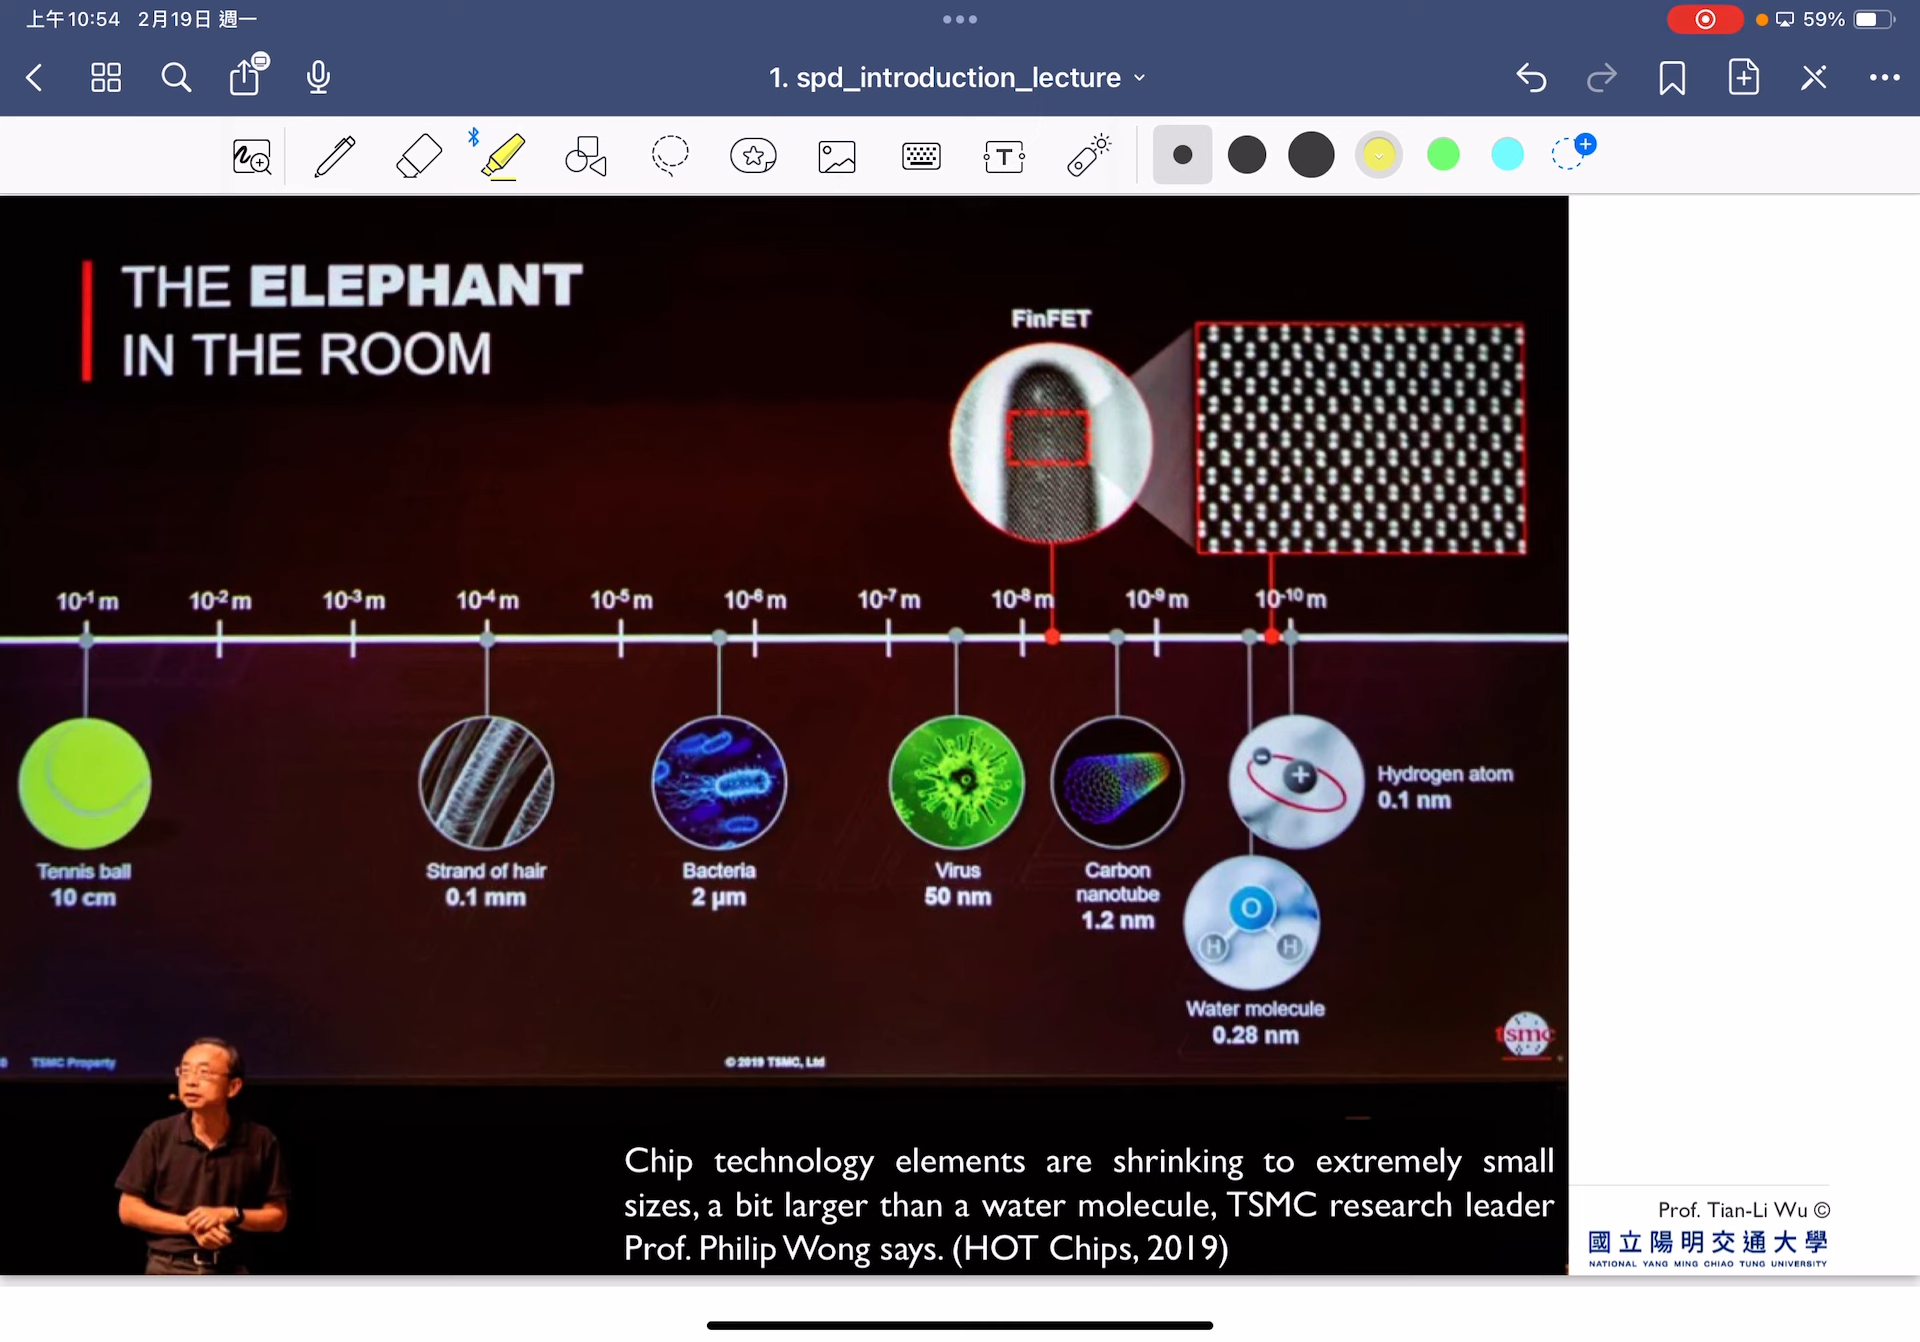 上午10:54 2月19日 週一
59%
1. spd_introduction_lecture
THE ELEPHANT
IN THE ROOM
FinFET
10-1 m 10-2 m 10-3 m 10-4 m 10-5 m 10-6 m 10-7 m 10-8 m 10-9 m 10-10 m
Tennis ball
10 cm
Strand of hair
0.1 mm
Bacteria
2 μm
Virus
50 nm
Carbon
nanotube
1.2 nm
Hydrogen atom
0.1 nm
O
H H
Water molecule
0.28 nm
TSMC Property
© 2019 TSMC, Ltd
tsmc
Chip technology elements are shrinking to extremely small
sizes, a bit larger than a water molecule, TSMC research leader
Prof. Philip Wong says. (HOT Chips, 2019)
Prof. Tian-Li Wu ©
國立陽明交通大學
NATIONAL YANG MING CHIAO TUNG UNIVERSITY